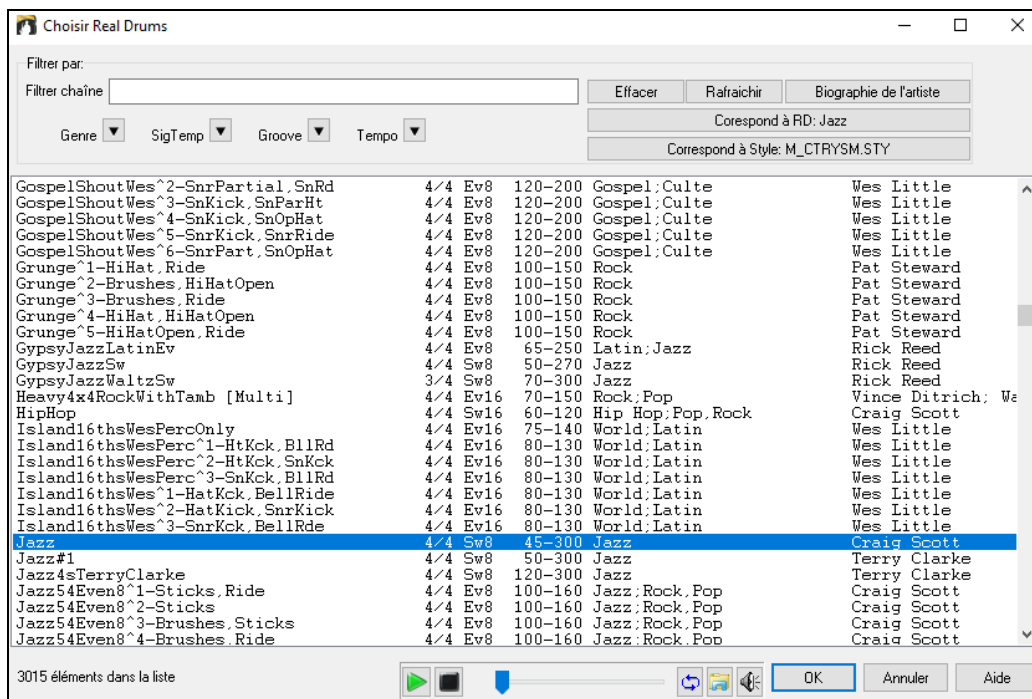 Choisir Real Drums
Filtrer par:
Filtrer chaîne
Effacer Rafraichir Biographie de l'artiste
Corespond à RD: Jazz
Genre SigTemp Groove Tempo
Correspond à Style: M_CTRYSM.STY
GospelShoutWes^2-SnrPartial,SnRd 4/4 Ev8 120-200 Gospel;Culte Wes Little
GospelShoutWes^3-SnKick,SnParHt 4/4 Ev8 120-200 Gospel;Culte Wes Little
GospelShoutWes^4-SnKick,SnOpHat 4/4 Ev8 120-200 Gospel;Culte Wes Little
GospelShoutWes^5-SnrKick,SnrRide 4/4 Ev8 120-200 Gospel;Culte Wes Little
GospelShoutWes^6-SnrPart,SnOpHat 4/4 Ev8 120-200 Gospel;Culte Wes Little
Grunge^1-HiHat,Ride 4/4 Ev8 100-150 Rock Pat Steward
Grunge^2-Brushes,HiHatOpen 4/4 Ev8 100-150 Rock Pat Steward
Grunge^3-Brushes,Ride 4/4 Ev8 100-150 Rock Pat Steward
Grunge^4-HiHat,HiHatOpen 4/4 Ev8 100-150 Rock Pat Steward
Grunge^5-HiHatOpen,Ride 4/4 Ev8 100-150 Rock Pat Steward
GypsyJazzLatinEv 4/4 Ev8 65-250 Latin;Jazz Rick Reed
GypsyJazzSw 4/4 Sw8 50-270 Jazz Rick Reed
GypsyJazzWaltzSw 3/4 Sw8 70-300 Jazz Rick Reed
Heavy4x4RockWithTamb [Multi] 4/4 Ev16 70-150 Rock;Pop Vince Ditrich; Wa
HipHop 4/4 Sw16 60-120 Hip Hop;Pop,Rock Craig Scott
Island16thsWesPercOnly 4/4 Ev16 75-140 World;Latin Wes Little
Island16thsWesPerc^1-HtKck,BllRd 4/4 Ev16 80-130 World;Latin Wes Little
Island16thsWesPerc^2-HtKck,SnKck 4/4 Ev16 80-130 World;Latin Wes Little
Island16thsWesPerc^3-SnKck,BllRd 4/4 Ev16 80-130 World;Latin Wes Little
Island16thsWes^1-HatKck,BellRide 4/4 Ev16 80-130 World;Latin Wes Little
Island16thsWes^2-HatKick,SnrKick 4/4 Ev16 80-130 World;Latin Wes Little
Island16thsWes^3-SnrKck,BellRde 4/4 Ev16 80-130 World;Latin Wes Little
Jazz 4/4 Sw8 45-300 Jazz Craig Scott
Jazz#1 4/4 Sw8 50-300 Jazz Terry Clarke
Jazz4sTerryClarke 4/4 Sw8 120-300 Jazz Terry Clarke
Jazz54Even8^1-Sticks,Ride 4/4 Ev8 100-160 Jazz;Rock,Pop Craig Scott
Jazz54Even8^2-Sticks 4/4 Ev8 100-160 Jazz;Rock,Pop Craig Scott
Jazz54Even8^3-Brushes,Sticks 4/4 Ev8 100-160 Jazz;Rock,Pop Craig Scott
Jazz54Even8^4-Brushes,Ride 4/4 Ev8 100-160 Jazz;Rock,Pop Craig Scott
3015 éléments dans la liste
OK Annuler Aide